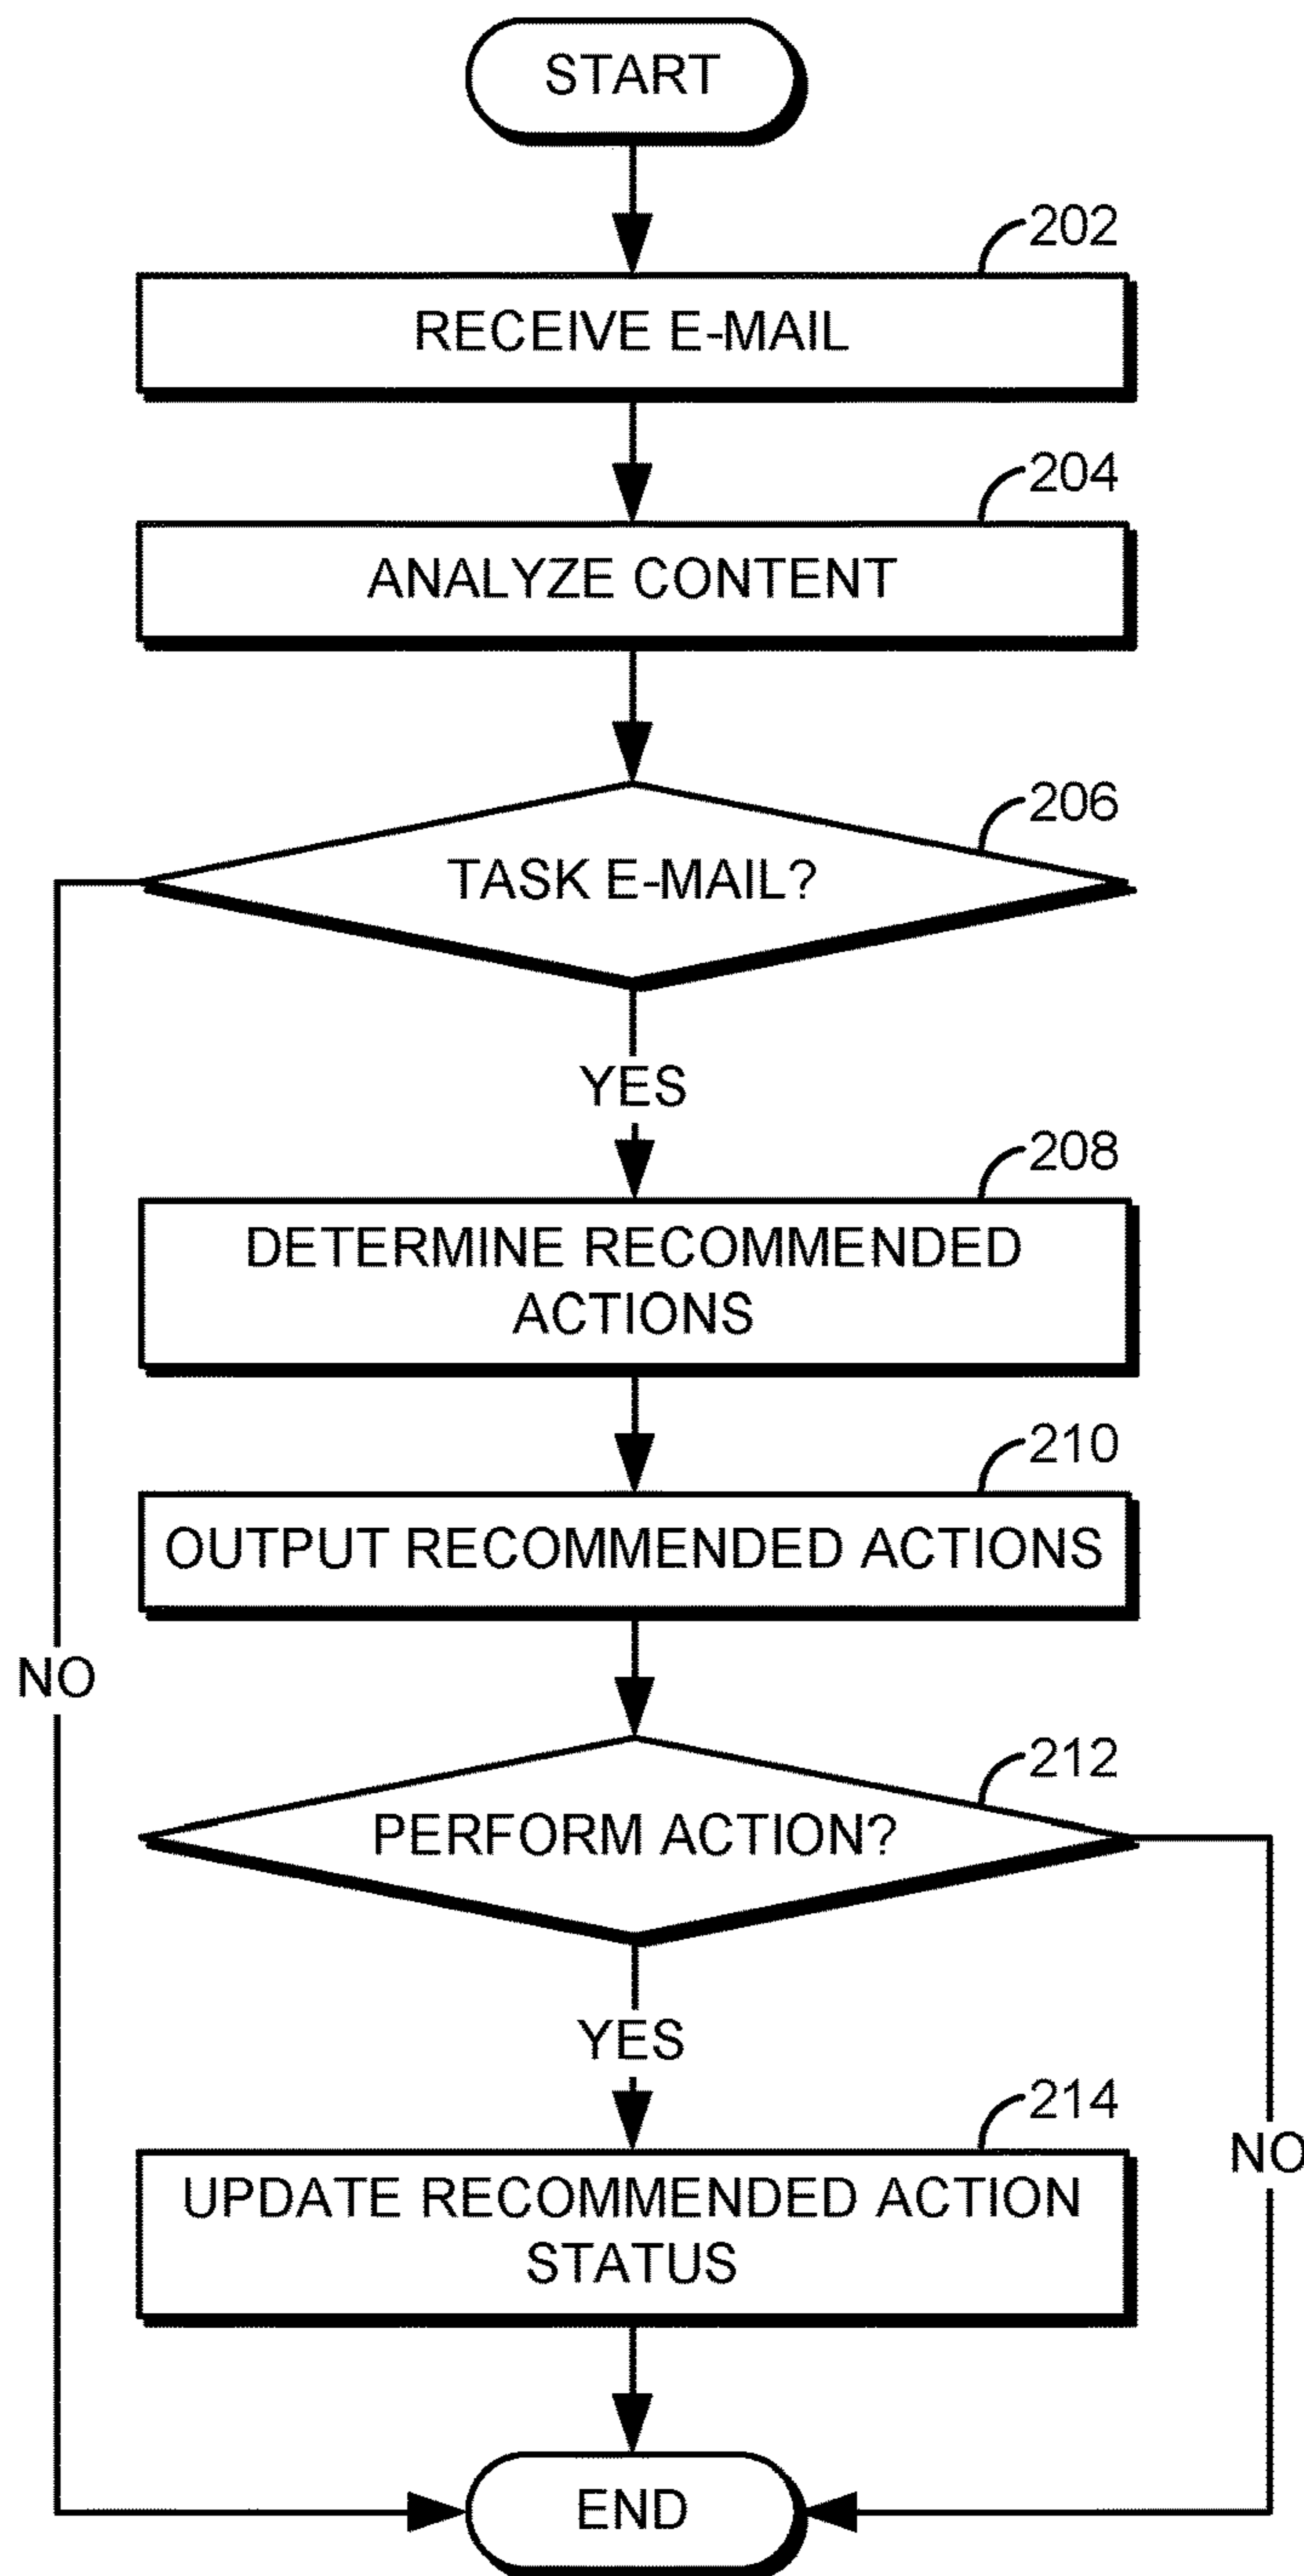 START
202
RECEIVE E-MAIL
204
ANALYZE CONTENT
206
TASK E-MAIL?
YES
208
DETERMINE RECOMMENDED
ACTIONS
210
OUTPUT RECOMMENDED ACTIONS
NO
212
PERFORM ACTION?
YES
214
NO
UPDATE RECOMMENDED ACTION
STATUS
END